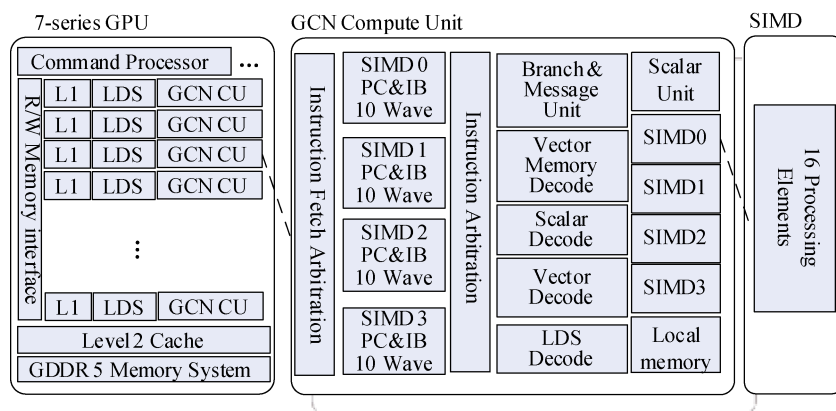 7-series GPU
Command Processor ...
R/W Memory interface
L1 LDS GCN CU
L1 LDS GCN CU
L1 LDS GCN CU
L1 LDS GCN CU
...
L1 LDS GCN CU
Level 2 Cache
GDDR 5 Memory System
GCN Compute Unit
Instruction Fetch Arbitration
SIMD 0
PC&IB
10 Wave
SIMD 1
PC&IB
10 Wave
SIMD 2
PC&IB
10 Wave
SIMD 3
PC&IB
10 Wave
Instruction Arbitration
Branch &
Message
Unit
Vector
Memory
Decode
Scalar
Decode
Vector
Decode
LDS
Decode
Scalar
Unit
SIMD0
SIMD1
SIMD2
SIMD3
Local
memory
SIMD
16 Processing
Elements